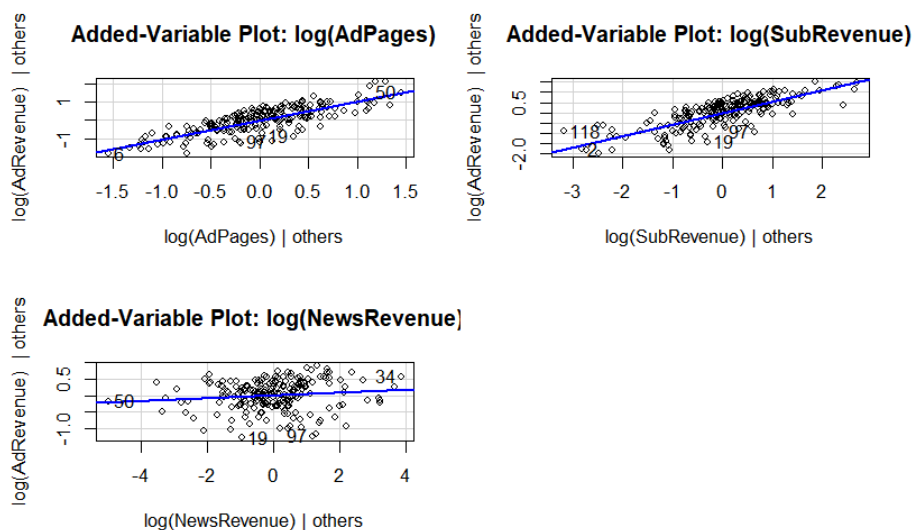 Added-Variable Plot: log(AdPages)
log(AdRevenue) | others
1
-1
50
19
97
6
-1.5 -1.0 -0.5 0.0 0.5 1.0 1.5
log(AdPages) | others
Added-Variable Plot: log(SubRevenue)
log(AdRevenue) | others
0.5
-2.0
118
2
97
19
-3 -2 -1 0 1 2
log(SubRevenue) | others
Added-Variable Plot: log(NewsRevenue)
log(AdRevenue) | others
0.5
-1.0
50
34
19
97
-4 -2 0 2 4
log(NewsRevenue) | others